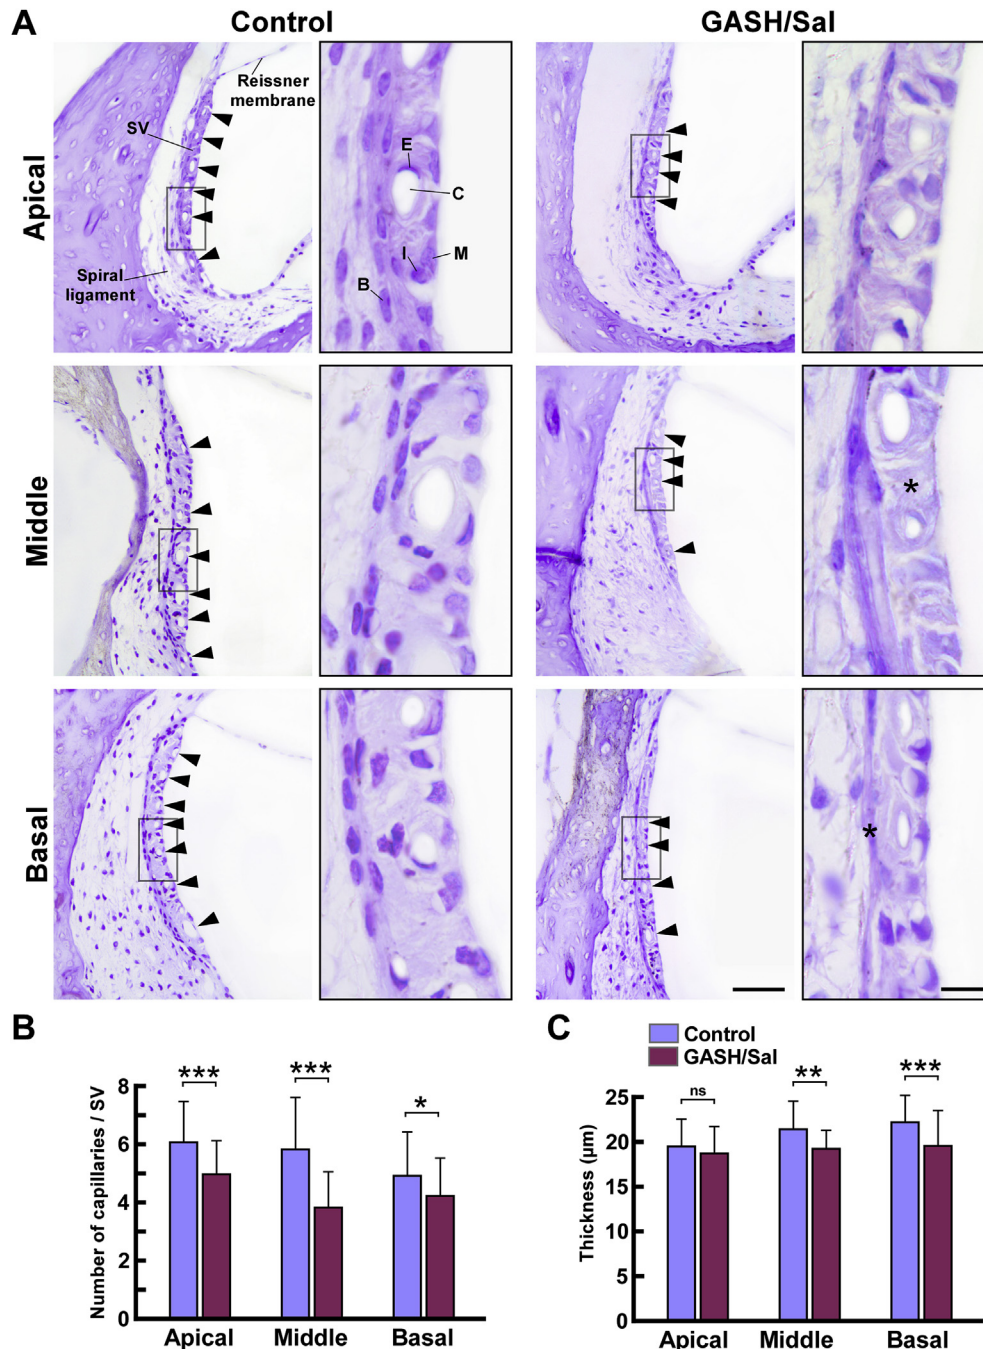 A
Control
GASH/Sal
Apical
Reissner
membrane
SV
Spiral
ligament
E
C
I
M
B
Middle
*
Basal
*
B
Number of capillaries / SV
8
6
4
2
0
***
***
*
Apical
Middle
Basal
C
Control
GASH/Sal
Thickness (µm)
25
20
15
10
5
0
ns
**
***
Apical
Middle
Basal